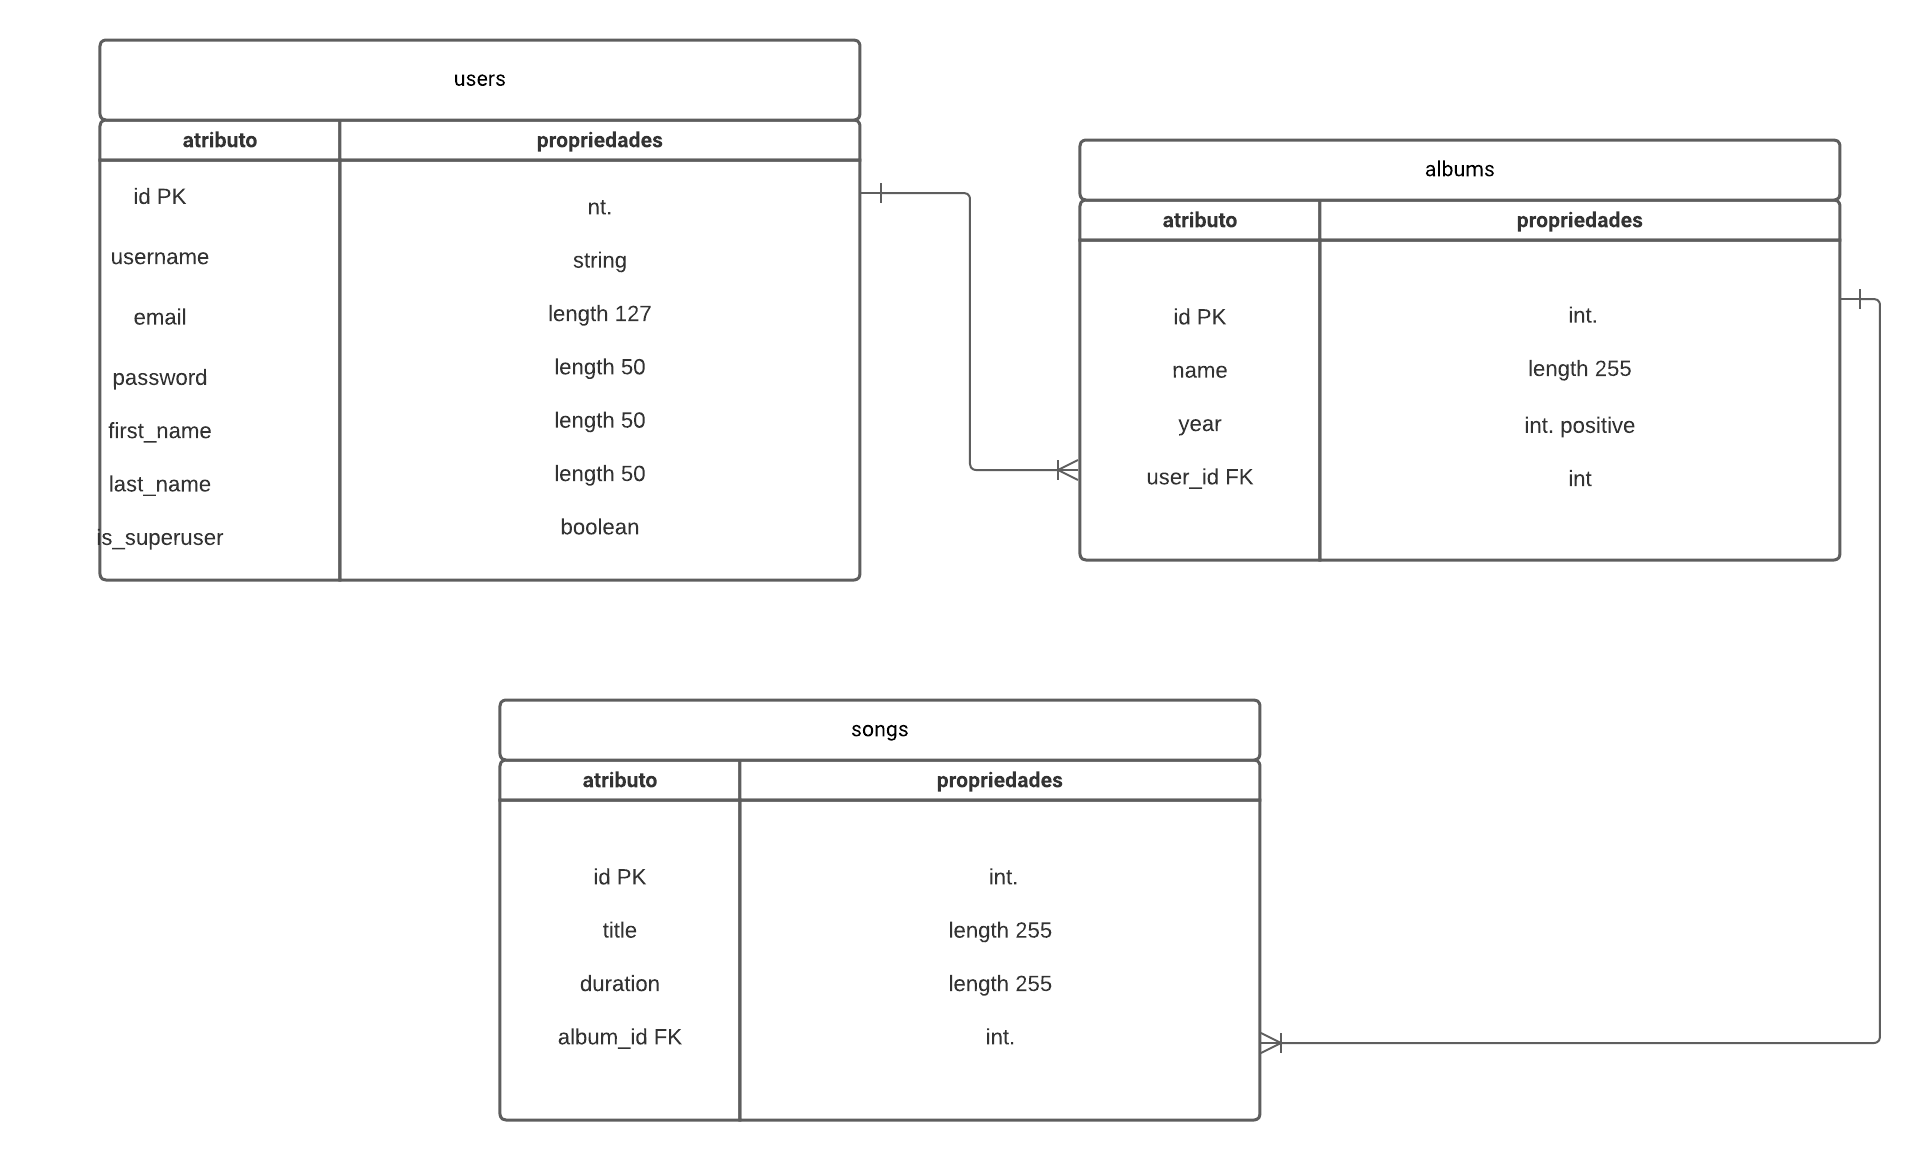 users
atributo propriedades
id PK nt.
username string
email length 127
password length 50
first_name length 50
last_name length 50
is_superuser boolean
albums
atributo propriedades
id PK int.
name length 255
year int. positive
user_id FK int
songs
atributo propriedades
id PK int.
title length 255
duration length 255
album_id FK int.